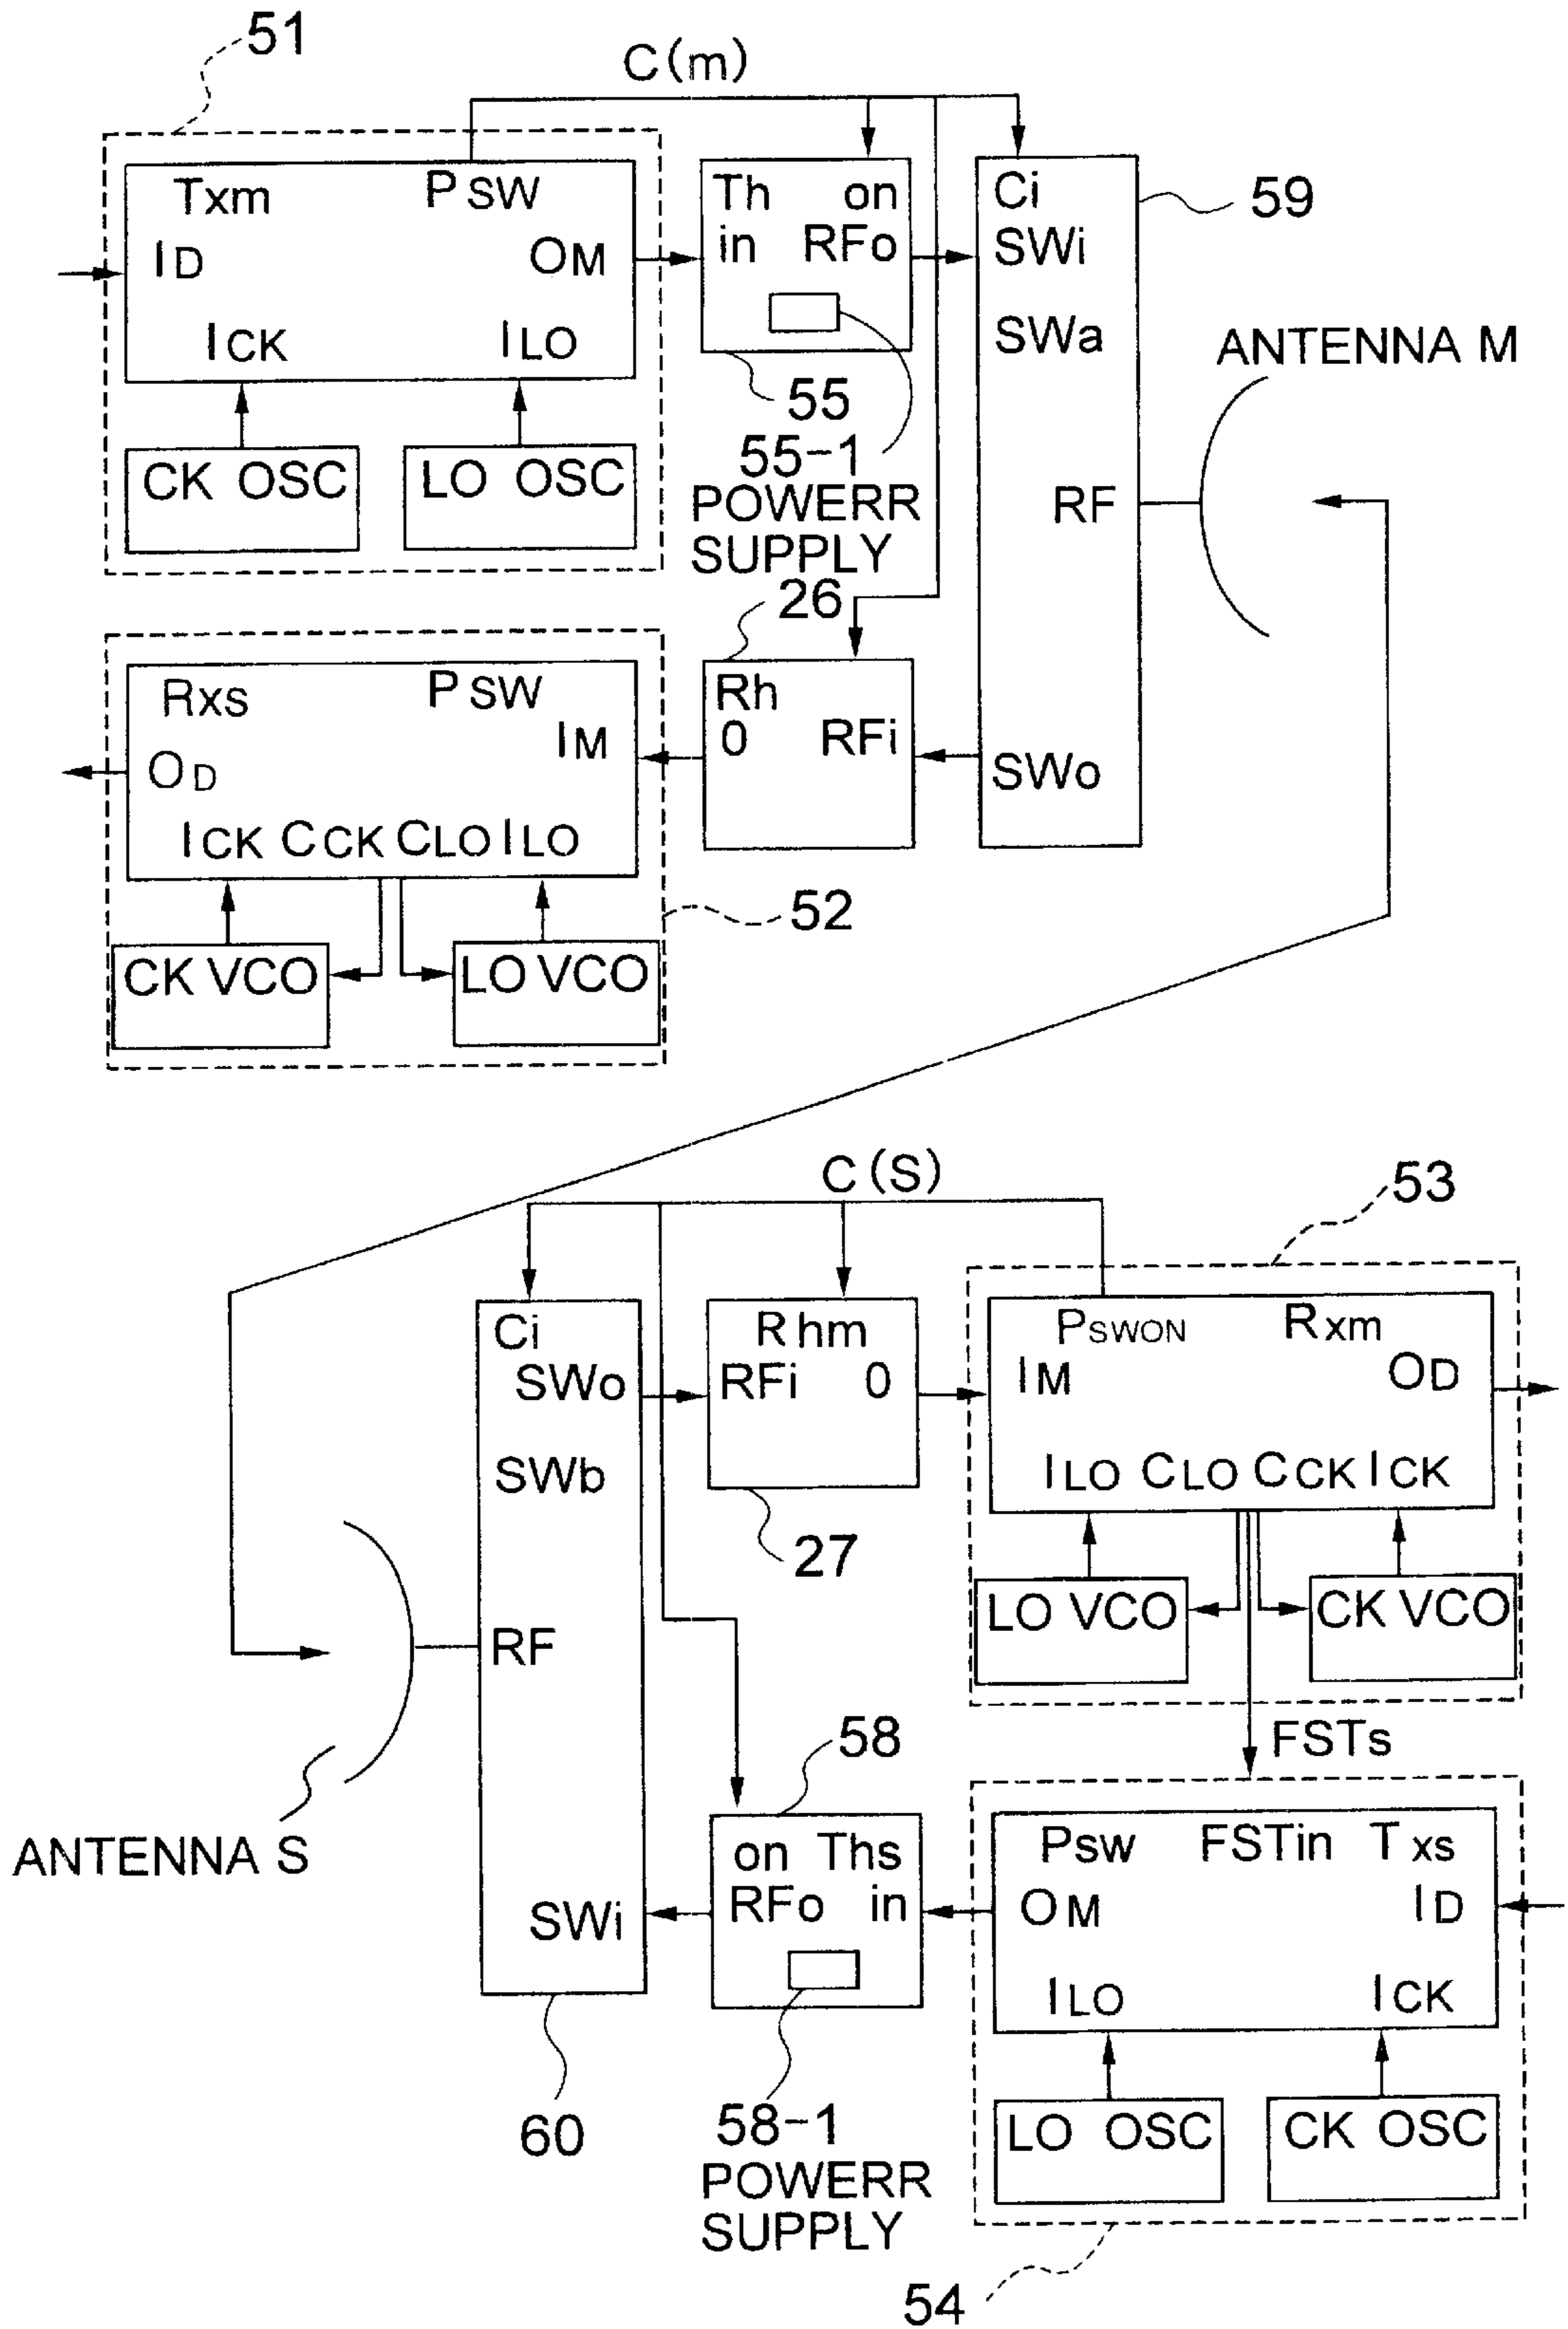 51
C(m)
Txm PSW
ID OM
ICK ILO
CK OSC
LO OSC
Th on
in RFo
55
55-1
POWERR
SUPPLY
Ci
SWi
SWa
RF
SWo
59
ANTENNA M
26
Rxs PSW
IM
OD
ICK CCK CLO ILO
CK VCO
LO VCO
52
Rh
0 RFi
C(S)
53
Ci
SWo
SWb
RF
SWi
Rhm
RFi 0
27
PSWON Rxm
IM OD
ILO CLO CCK ICK
LO VCO
CK VCO
FSTs
ANTENNA S
58
on Ths
RFo in
58-1
POWERR
SUPPLY
60
Psw FSTin Txs
OM ID
ILO ICK
LO OSC
CK OSC
54